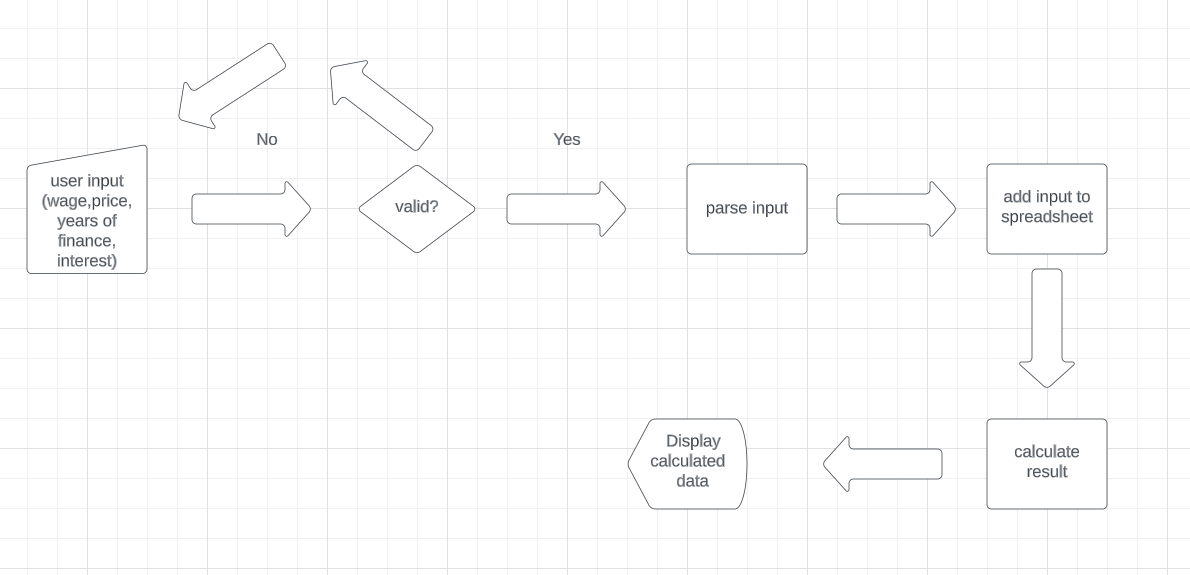 No
Yes
user input
(wage,price,
years of
finance,
interest)
valid?
parse input
add input to
spreadsheet
Display
calculated
data
calculate
result